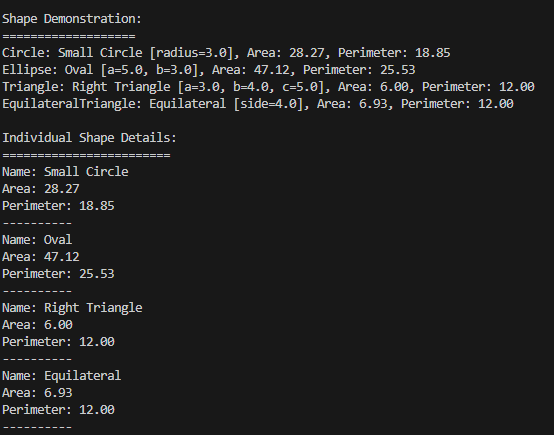 Shape Demonstration:
===================
Circle: Small Circle [radius=3.0], Area: 28.27, Perimeter: 18.85
Ellipse: Oval [a=5.0, b=3.0], Area: 47.12, Perimeter: 25.53
Triangle: Right Triangle [a=3.0, b=4.0, c=5.0], Area: 6.00, Perimeter: 12.00
EquilateralTriangle: Equilateral [side=4.0], Area: 6.93, Perimeter: 12.00

Individual Shape Details:
========================
Name: Small Circle
Area: 28.27
Perimeter: 18.85
----------
Name: Oval
Area: 47.12
Perimeter: 25.53
----------
Name: Right Triangle
Area: 6.00
Perimeter: 12.00
----------
Name: Equilateral
Area: 6.93
Perimeter: 12.00
----------